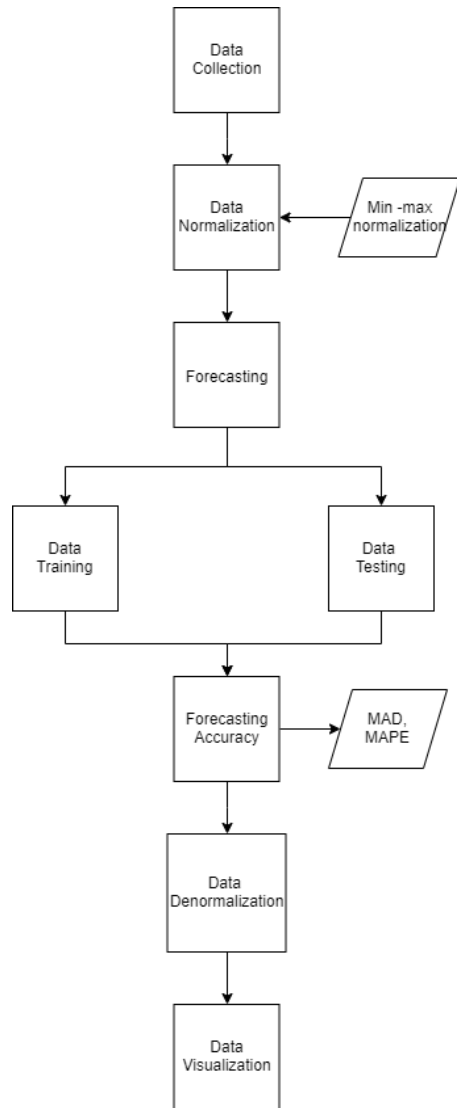 Data
Collection
Data
Normalization
Min -max
normalization
Forecasting
Data
Training
Data
Testing
Forecasting
Accuracy
MAD,
MAPE
Data
Denormalization
Data
Visualization